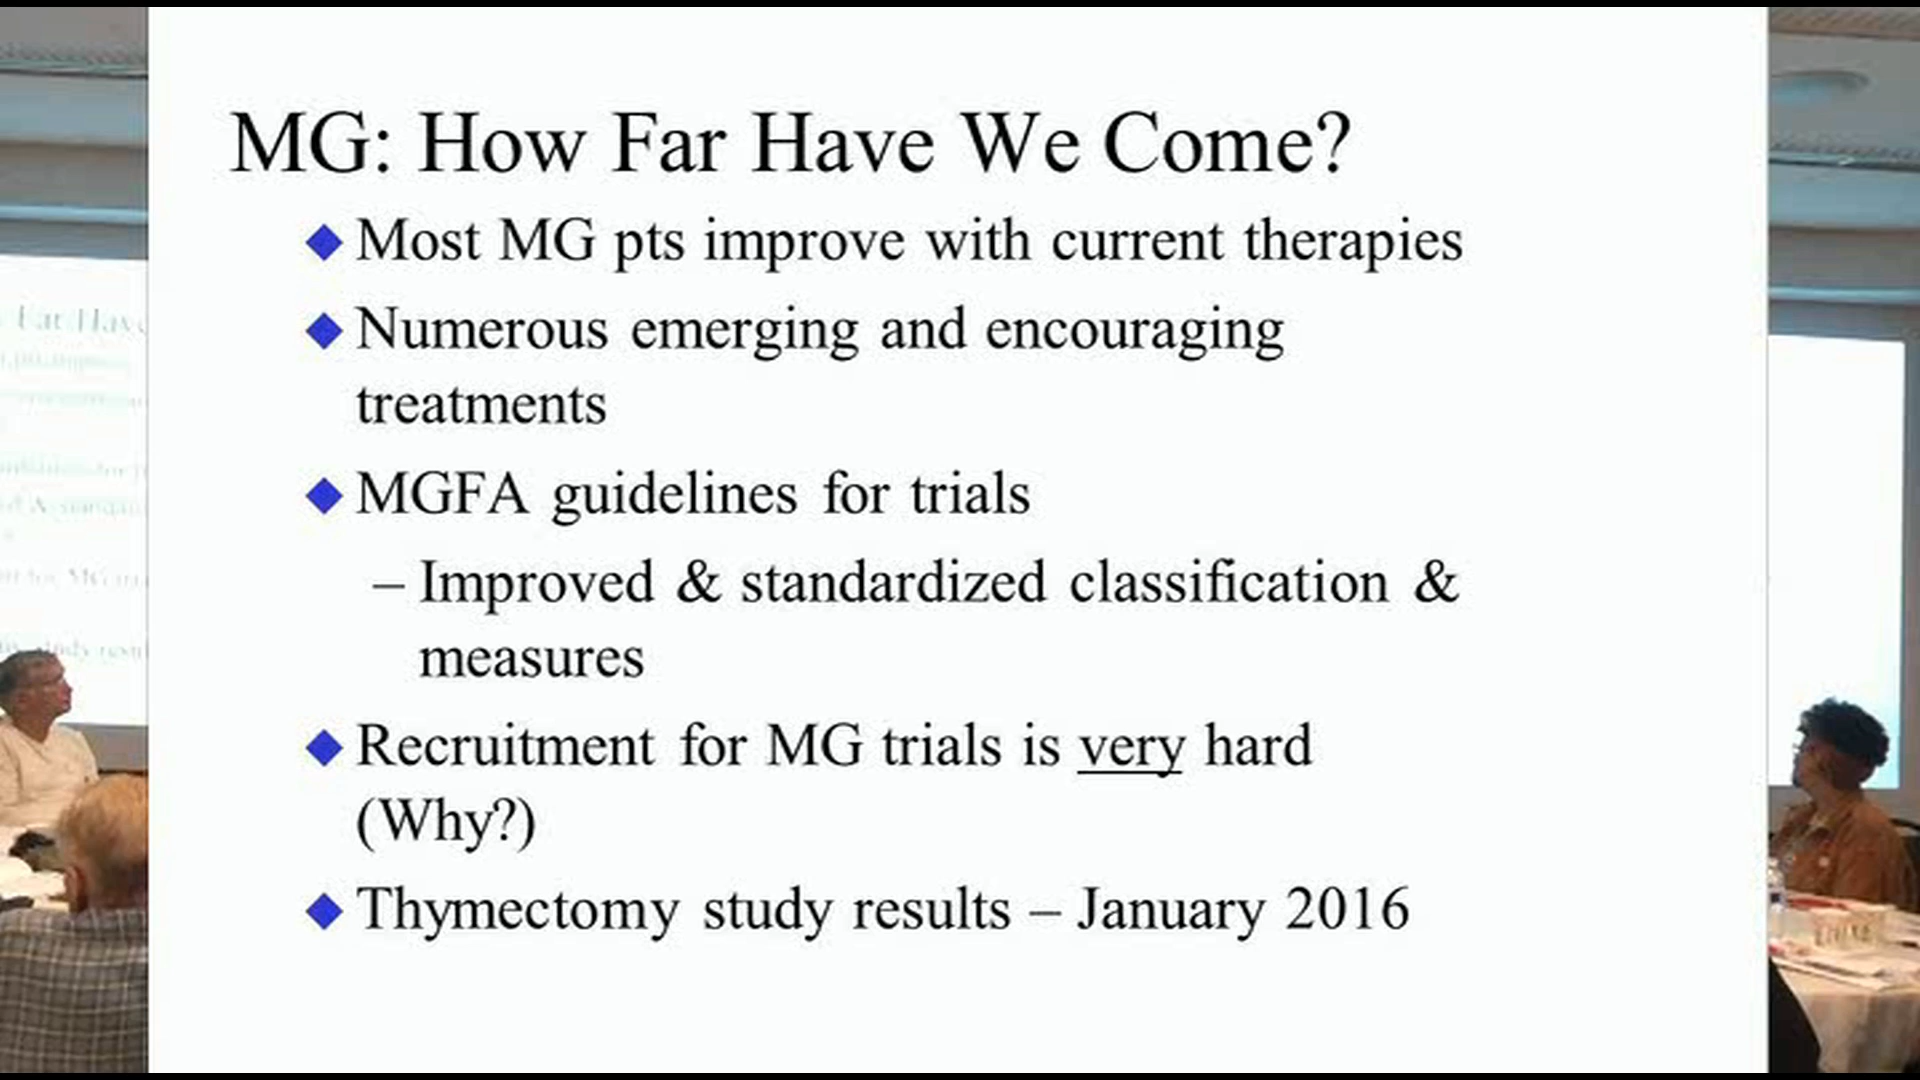 MG: How Far Have We Come?
Most MG pts improve with current therapies
Numerous emerging and encouraging
treatments
MGFA guidelines for trials
– Improved & standardized classification &
measures
Recruitment for MG trials is very hard
(Why?)
Thymectomy study results – January 2016
Far Have